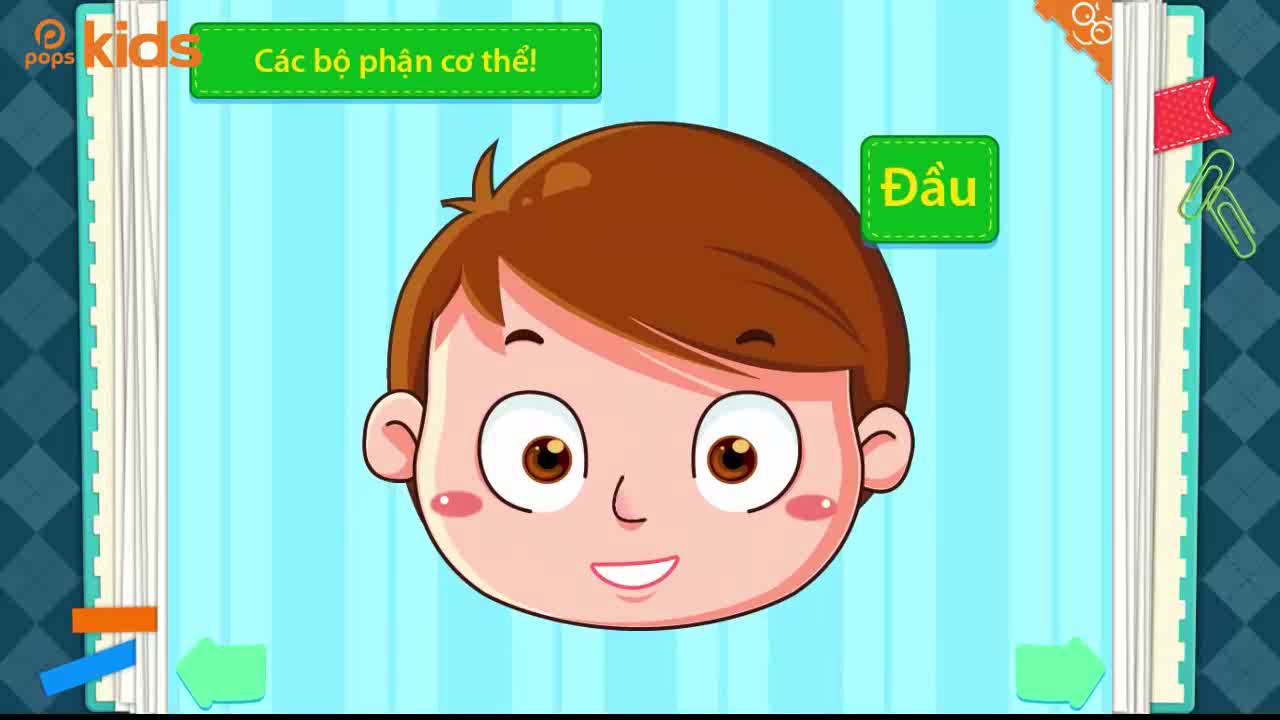 pops kids
Các bộ phận cơ thể!
Đầu